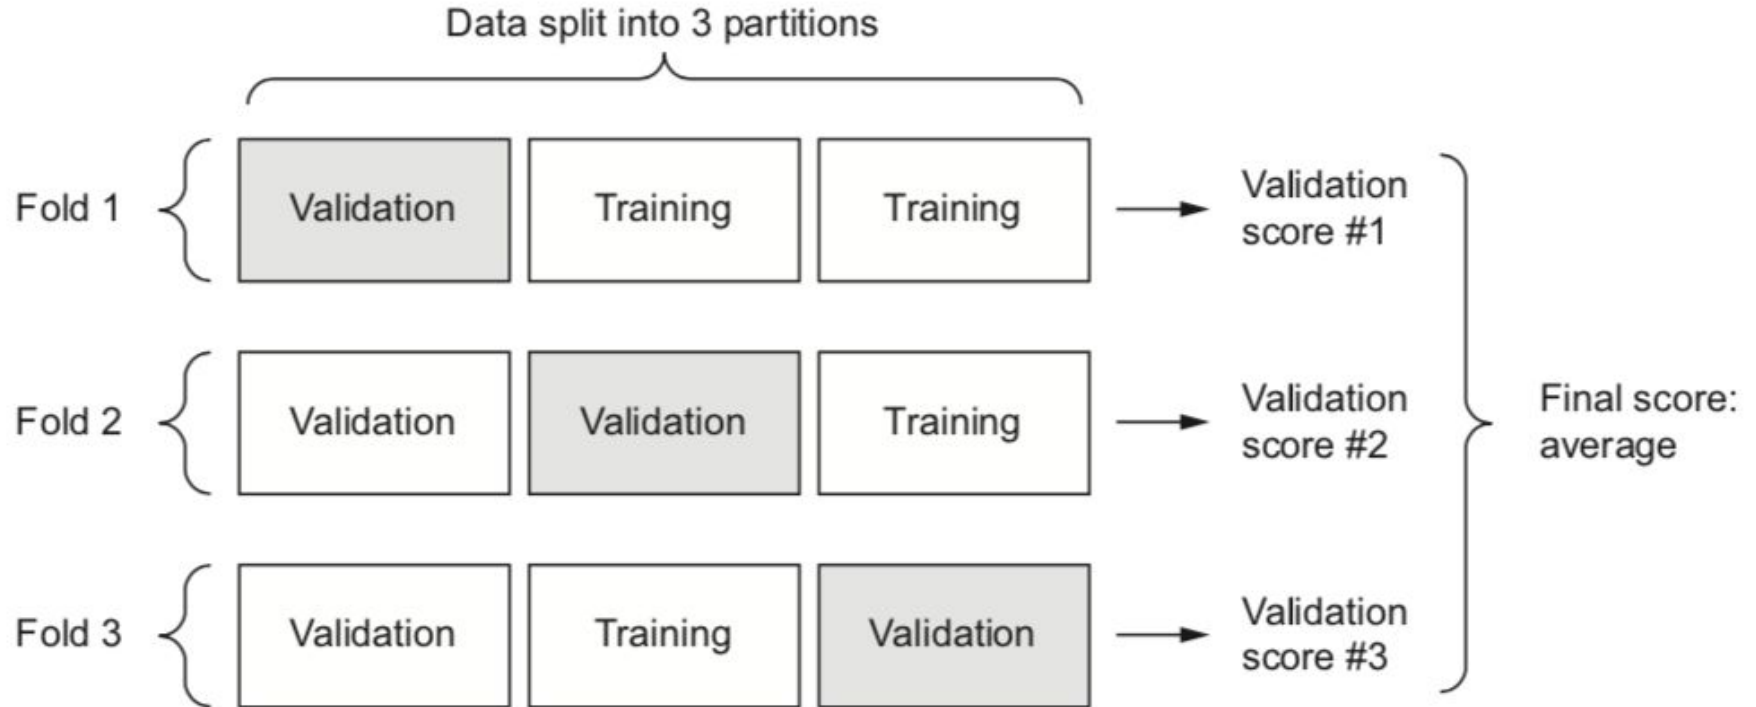 Data split into 3 partitions
Fold 1
Validation
Training
Training
Validation
score #1
Fold 2
Validation
Validation
Training
Validation
score #2
Final score:
average
Fold 3
Validation
Training
Validation
Validation
score #3